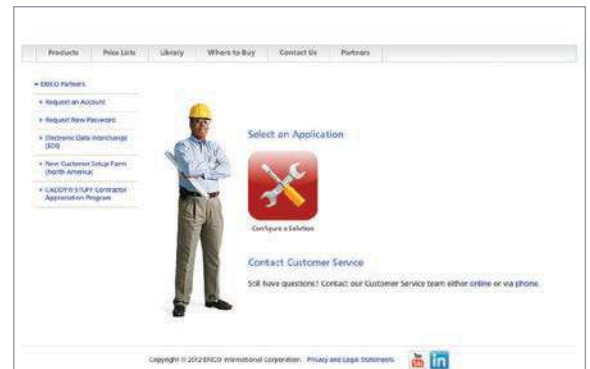 Products Price Lists Library Where to Buy Contact Us Partners
ERICO Partners
Request an Account
Request New Password
Electronic Data Interchange
(EDI)
New Customer Setup Form
(North America)
CADDY® STUFF Contractor
Appreciation Program
Select an Application
Configure a Solution
Contact Customer Service
Still have questions? Contact our Customer Service team either online or via phone.
Copyright © 2012 ERICO International Corporation. Privacy and Legal Statements
You
Tube
in